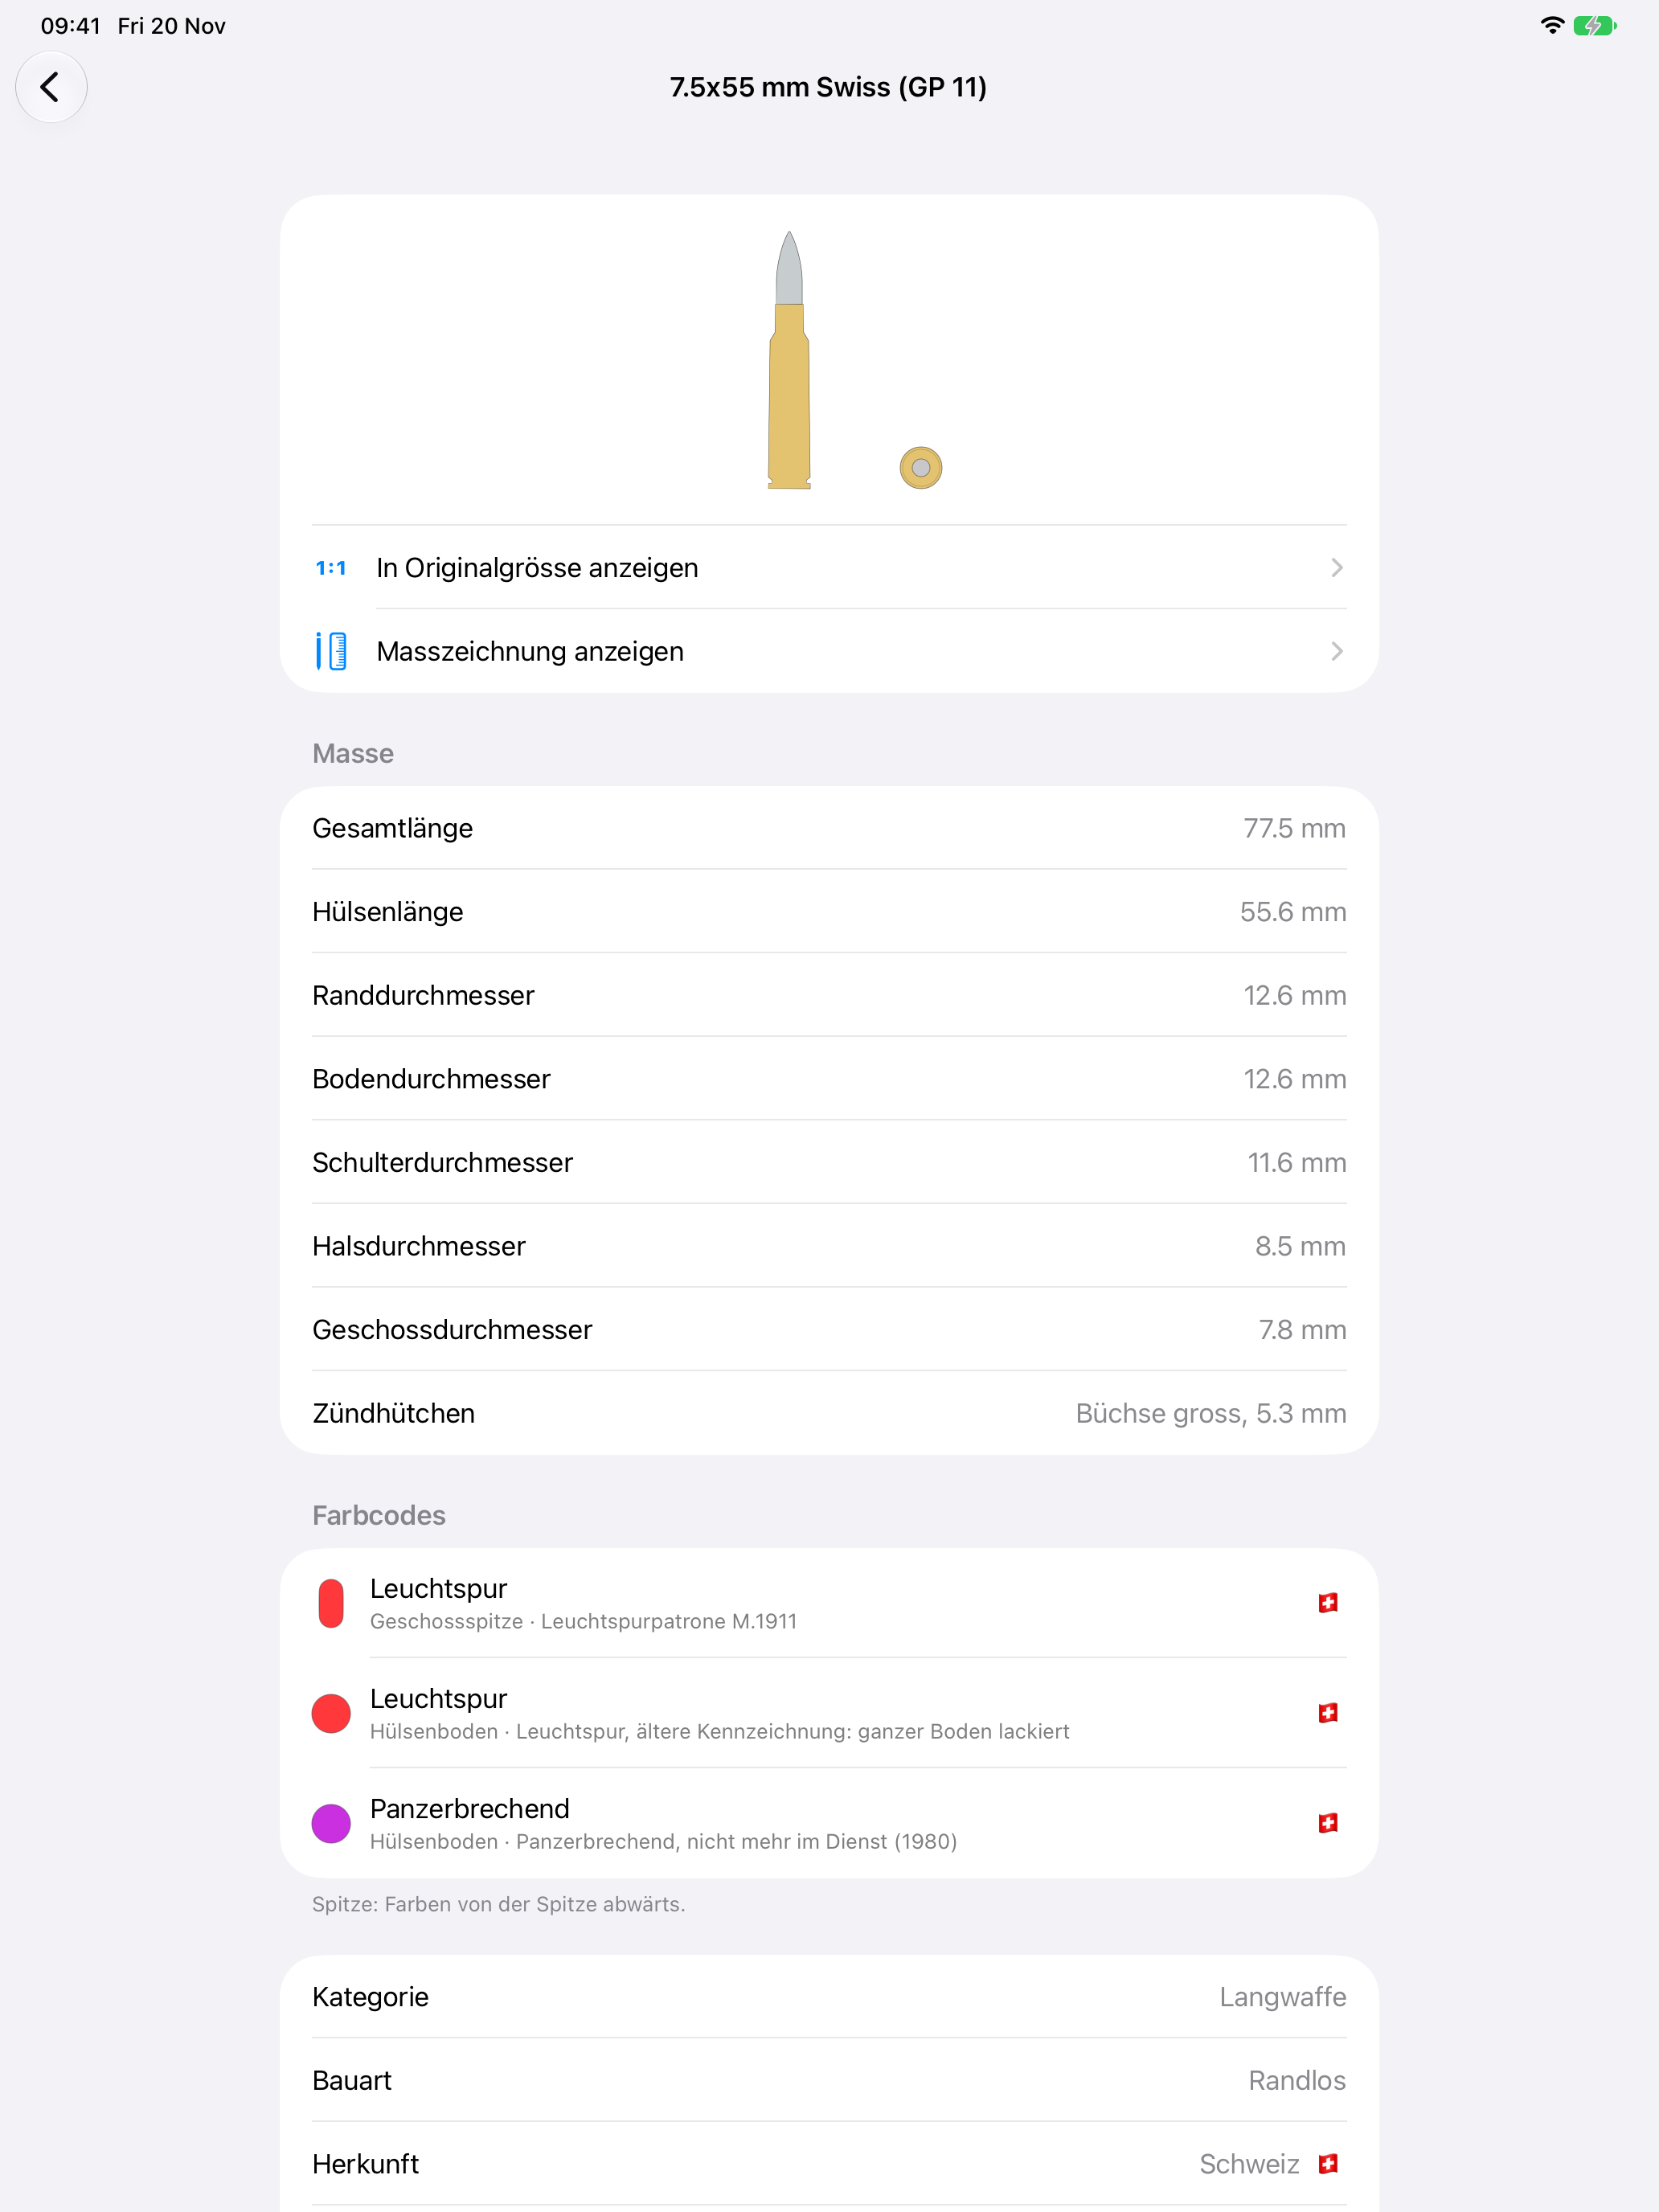 09:41 Fri 20 Nov
7.5x55 mm Swiss (GP 11)
1:1 In Originalgrösse anzeigen
Masszeichnung anzeigen
Masse
Gesamtlänge 77.5 mm
Hülsenlänge 55.6 mm
Randdurchmesser 12.6 mm
Bodendurchmesser 12.6 mm
Schulterdurchmesser 11.6 mm
Halsdurchmesser 8.5 mm
Geschossdurchmesser 7.8 mm
Zündhütchen Büchse gross, 5.3 mm
Farbcodes
Leuchtspur
Geschossspitze · Leuchtspurpatrone M.1911
Leuchtspur
Hülsenboden · Leuchtspur, ältere Kennzeichnung: ganzer Boden lackiert
Panzerbrechend
Hülsenboden · Panzerbrechend, nicht mehr im Dienst (1980)
Spitze: Farben von der Spitze abwärts.
Kategorie Langwaffe
Bauart Randlos
Herkunft Schweiz